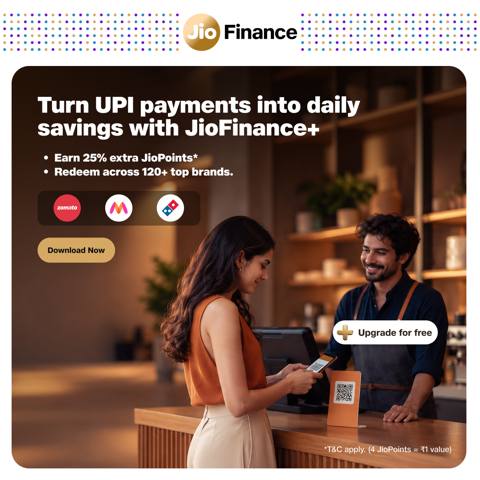 Jio Finance
Turn UPI payments into daily
savings with JioFinance+
• Earn 25% extra JioPoints*
• Redeem across 120+ top brands.
zomato
Download Now
Upgrade for free
*T&C apply. (4 JioPoints = ₹1 value)